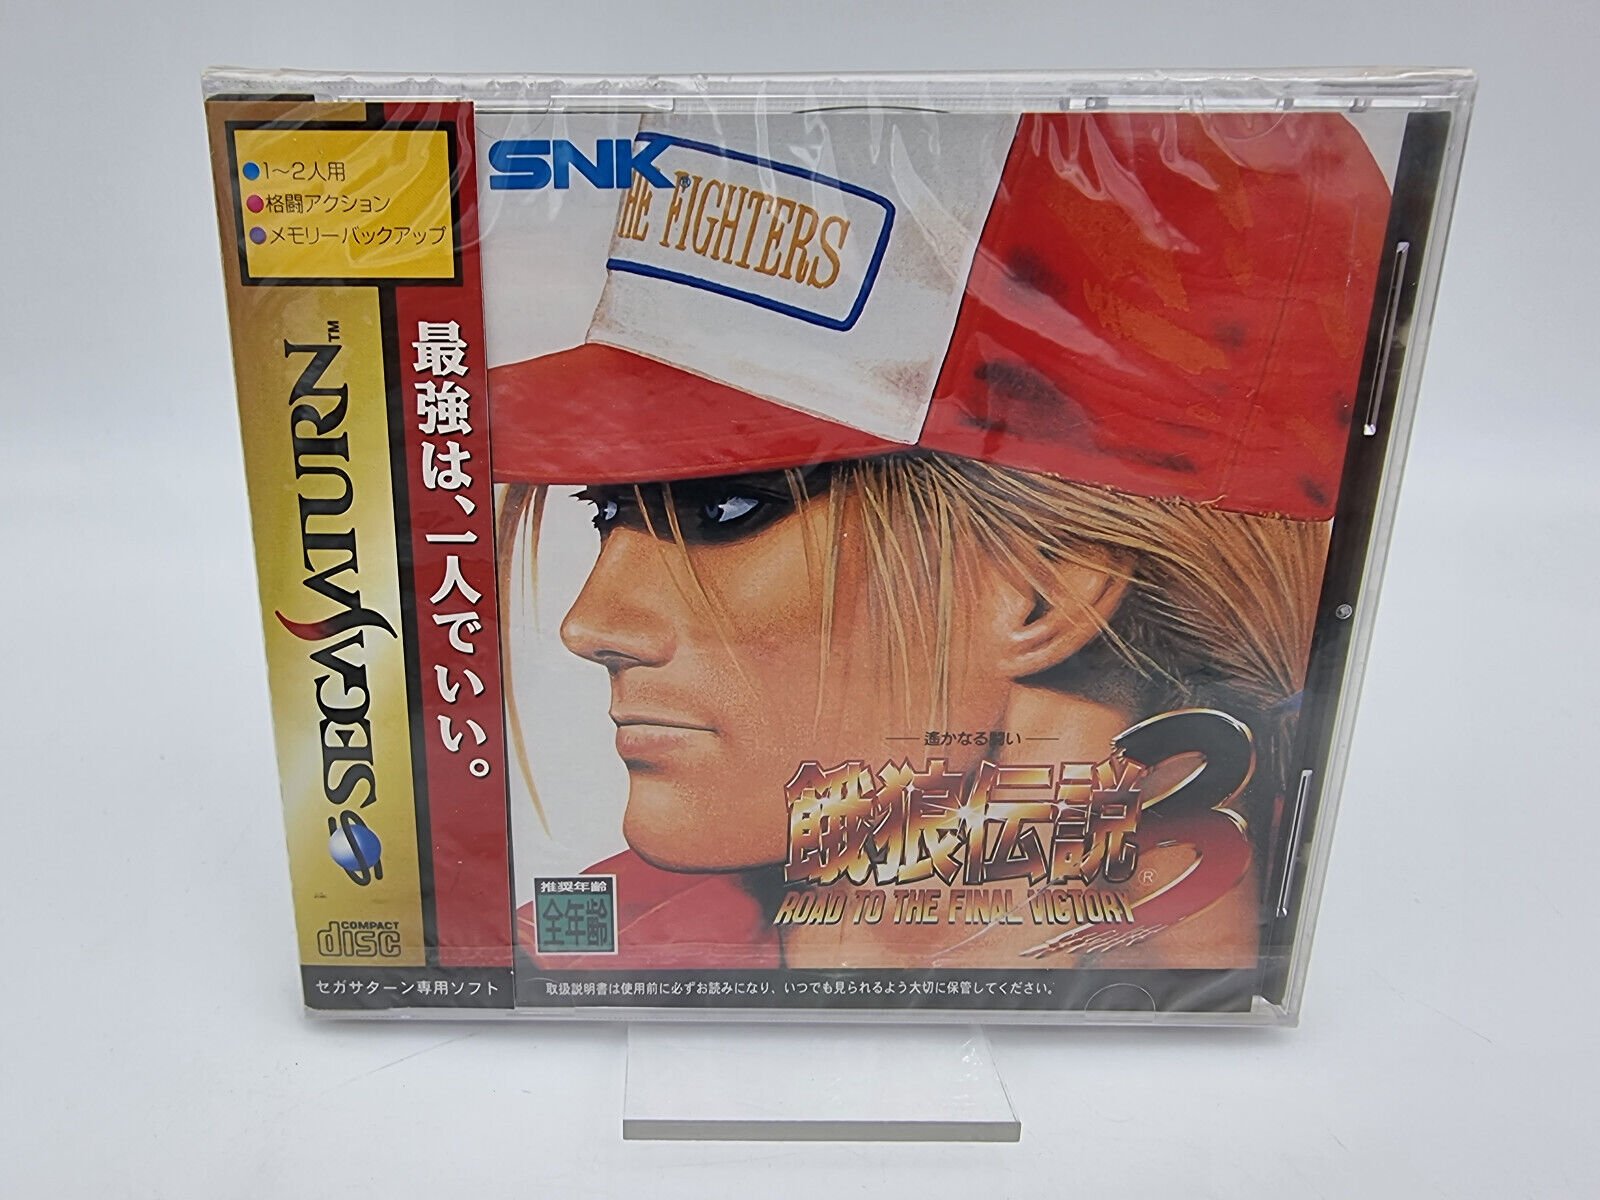 ●1～2人用
●格闘アクション
●メモリーバックアップ
SEGA SATURN™
COMPACT
disc
セガサターン専用ソフト
最強は、一人でいい。
SNK®
THE FIGHTERS
遙かなる闘い
餓狼伝説3®
ROAD TO THE FINAL VICTORY
推奨年齢
全年齢
取扱説明書は使用前に必ずお読みになり、いつでも見られるよう大切に保管してください。